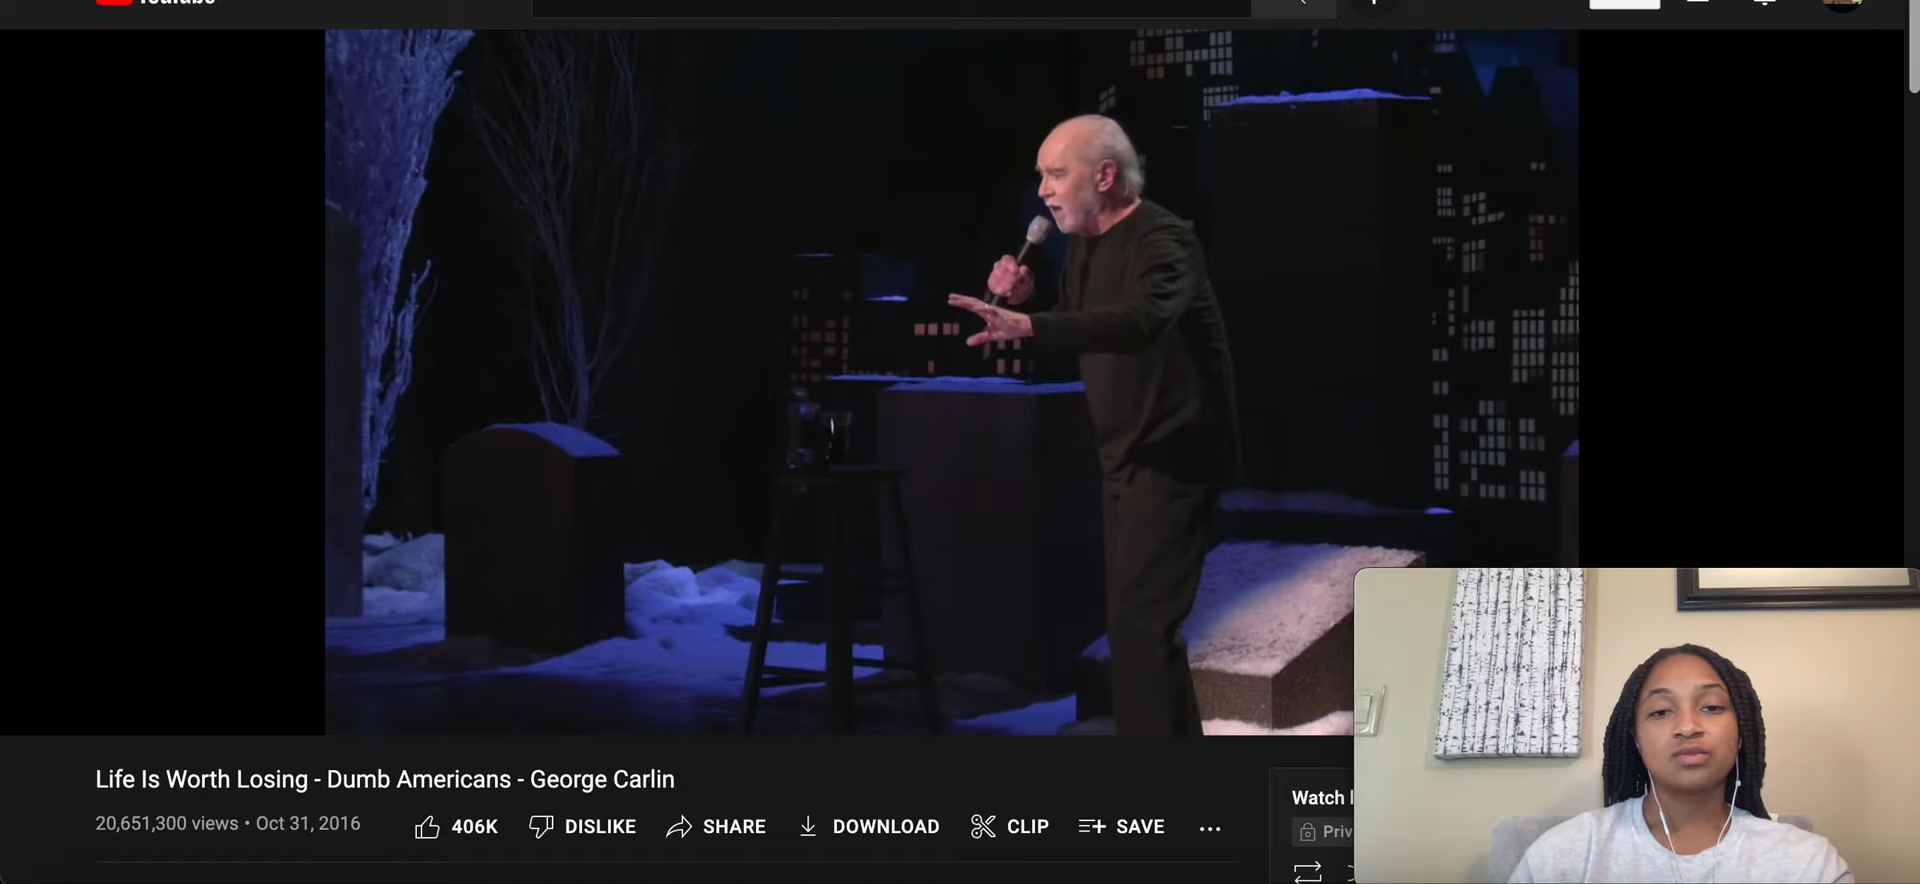 Life Is Worth Losing - Dumb Americans - George Carlin
20,651,300 views • Oct 31, 2016
406K
DISLIKE
SHARE
DOWNLOAD
CLIP
SAVE
Watch